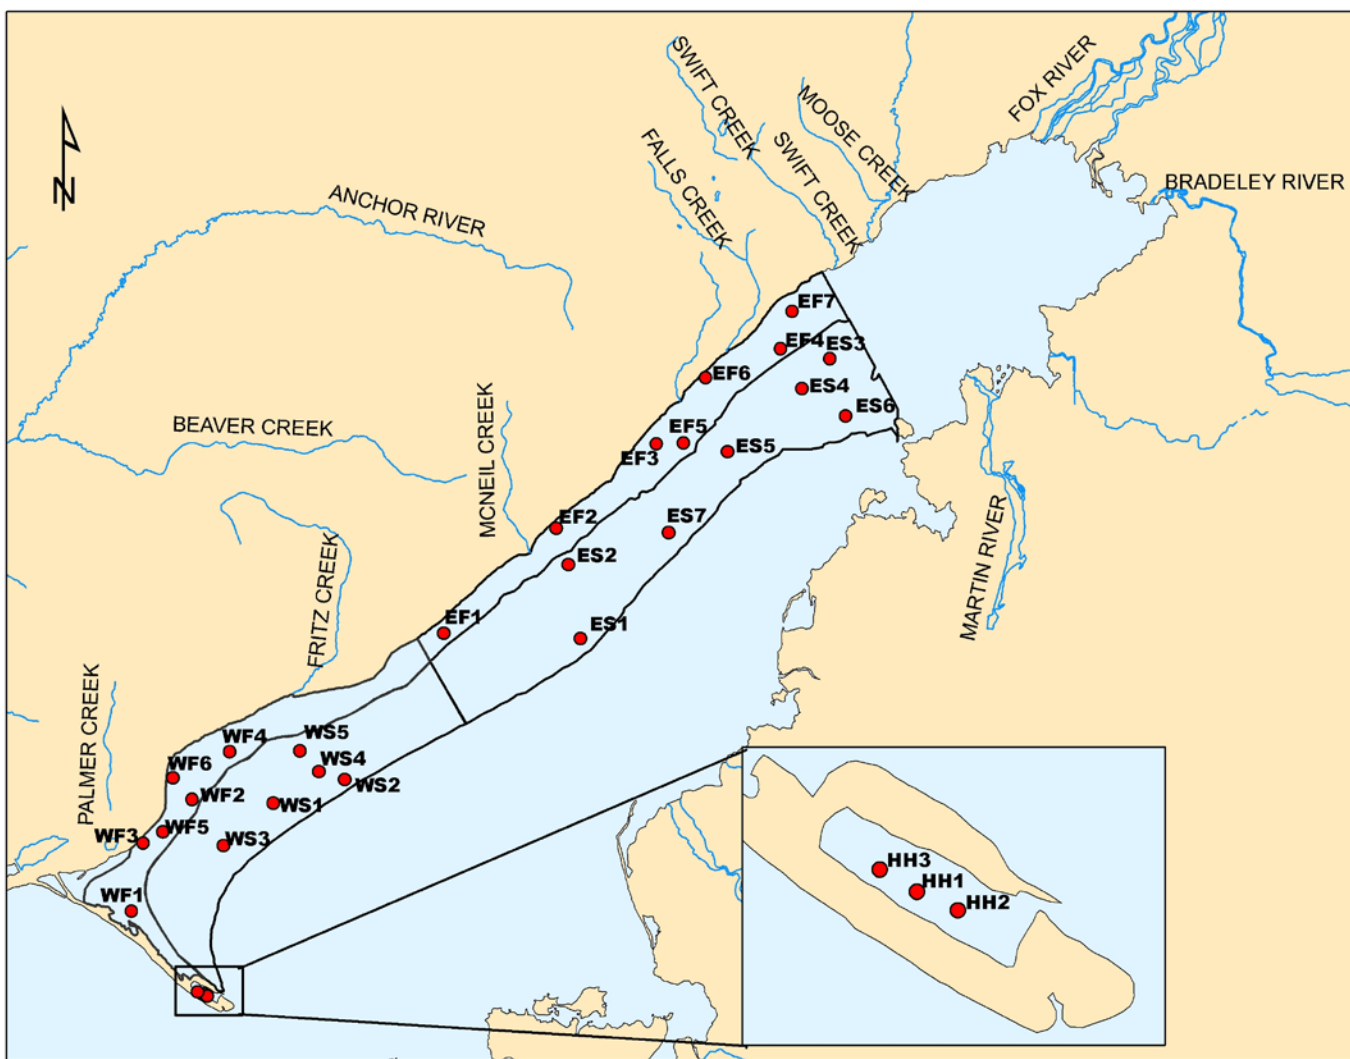 SWIFT CREEK
FOX RIVER
MOOSE CREEK
FALLS CREEK
SWIFT CREEK
BRADELEY RIVER
N
ANCHOR RIVER
EF7
EF4
ES3
EF6
ES4
ES6
MCNEIL CREEK
BEAVER CREEK
EF5
EF3
ES5
EF2
ES7
MARTIN RIVER
FRITZ CREEK
ES2
EF1
ES1
PALMER CREEK
WF4
WS5
WF6
WS4
WS2
WF2
WS1
WF5
WF3
WS3
WF1
HH3
HH1
HH2